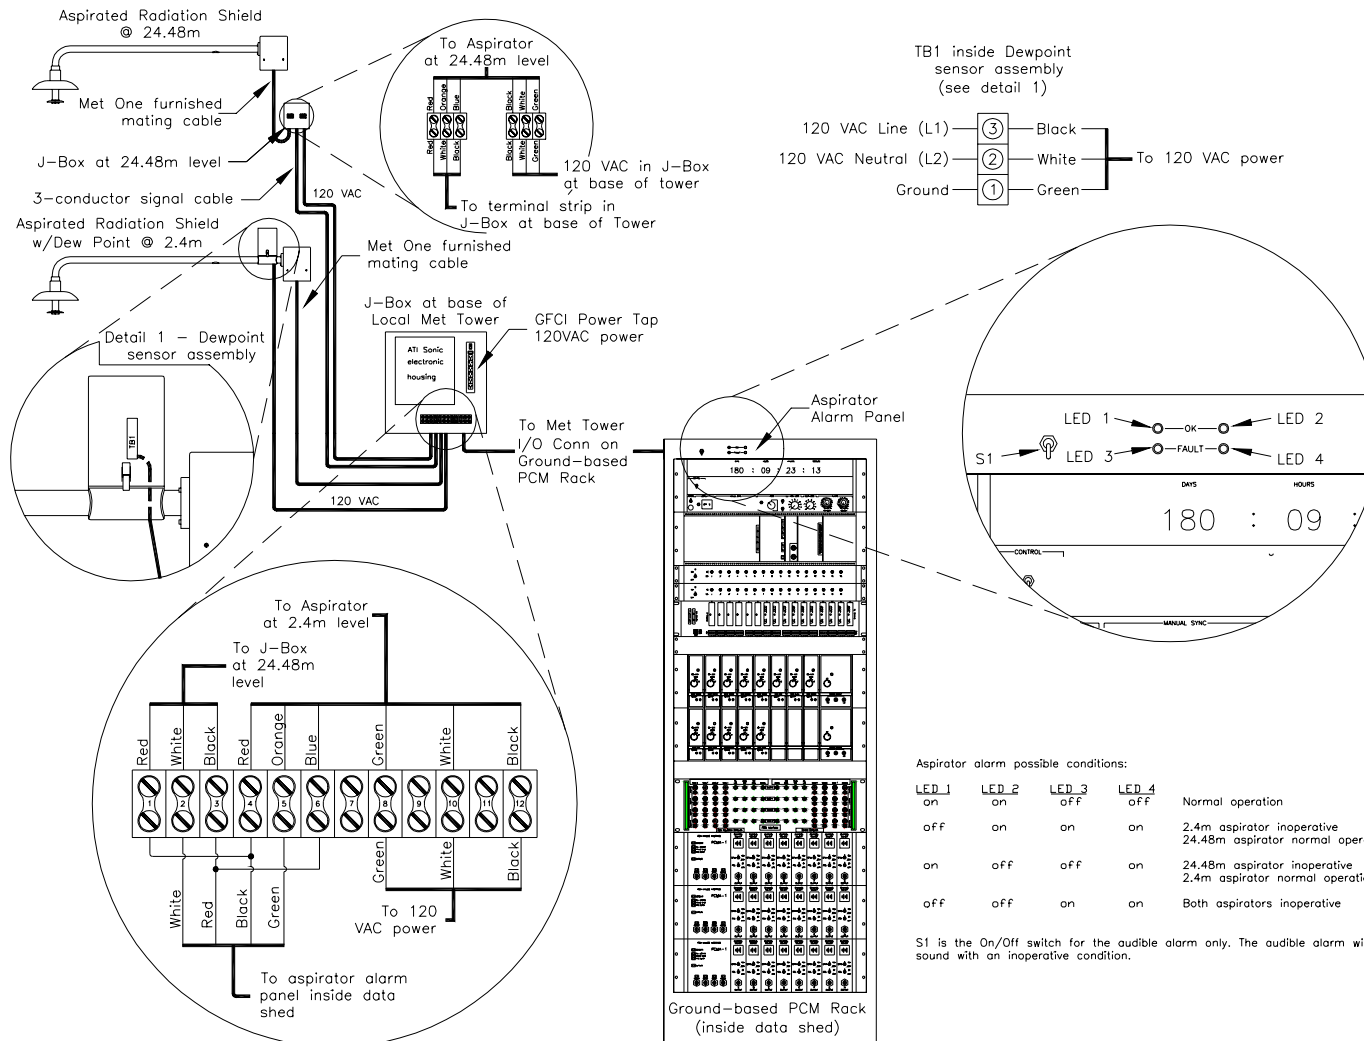 Aspirated Radiation Shield
@ 24.48m
Met One furnished
mating cable
J-Box at 24.48m level
3-conductor signal cable
120 VAC
Aspirated Radiation Shield
w/Dew Point @ 2.4m
Met One furnished
mating cable
To Aspirator
at 24.48m level
Red
Orange
Blue
Black
White
Green
Red
White
Black
Black
White
Green
120 VAC in J-Box
at base of tower
To terminal strip in
J-Box at base of Tower
TB1 inside Dewpoint
sensor assembly
(see detail 1)
120 VAC Line (L1) 3 Black
120 VAC Neutral (L2) 2 White
Ground 1 Green
To 120 VAC power
Detail 1 - Dewpoint
sensor assembly
TB1
J-Box at base of
Local Met Tower
ATI Sonic
electronic
housing
GFCI Power Tap
120VAC power
120 VAC
To Met Tower
I/O Conn on
Ground-based
PCM Rack
Aspirator
Alarm Panel
180 : 09 : 23 : 13
LED 1 OK LED 2
S1 LED 3 FAULT LED 4
DAYS HOURS
180 : 09 :
CONTROL
MANUAL SYNC
To Aspirator
at 2.4m level
To J-Box
at 24.48m
level
Red
White
Black
Red
Orange
Blue
Green
White
Black
1 2 3 4 5 6 7 8 9 10 11 12
White
Red
Black
Green
Green
White
Black
To 120
VAC power
To aspirator alarm
panel inside data
shed
Ground-based PCM Rack
(inside data shed)
Aspirator alarm possible conditions:
LED 1 LED 2 LED 3 LED 4
on on off off Normal operation
off on on on 2.4m aspirator inoperative
24.48m aspirator normal oper
on off off on 24.48m aspirator inoperative
2.4m aspirator normal operati
off off on on Both aspirators inoperative
S1 is the On/Off switch for the audible alarm only. The audible alarm wi
sound with an inoperative condition.